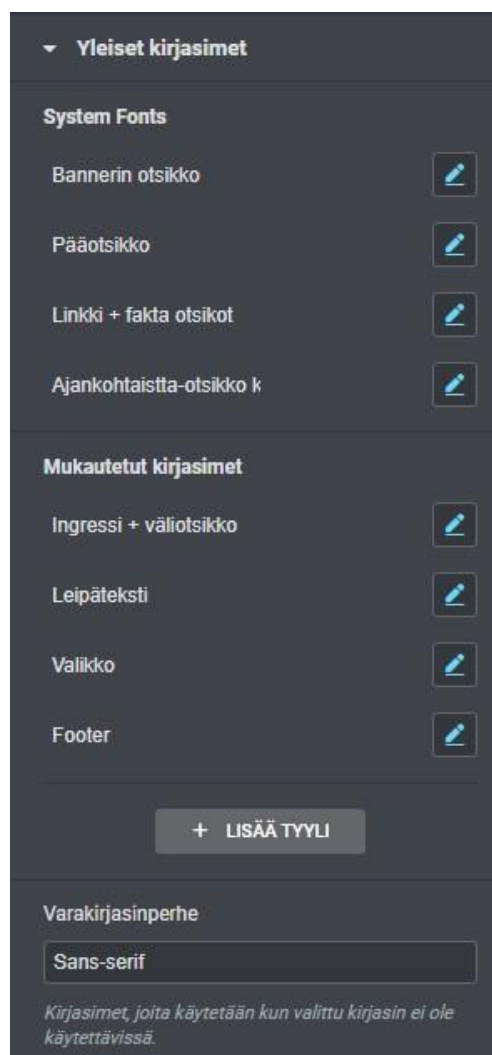 Yleiset kirjasimet
System Fonts
Bannerin otsikko
Pääotsikko
Linkki + fakta otsikot
Ajankohtaistta-otsikko k
Mukautetut kirjasimet
Ingressi + väliotsikko
Leipäteksti
Valikko
Footer
+ LISÄÄ TYYLI
Varakirjasinperhe
Sans-serif
Kirjasimet, joita käytetään kun valittu kirjasin ei ole
käytettävissä.